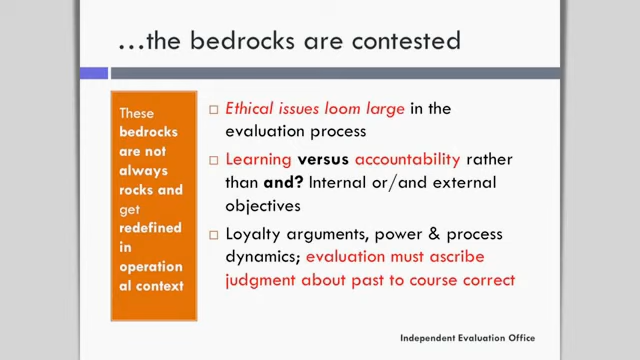 ...the bedrocks are contested
These
bedrocks
are not
always
rocks and
get
redefined
in
operation
al context
Ethical issues loom large in the
evaluation process
Learning versus accountability rather
than and? Internal or/and external
objectives
Loyalty arguments, power & process
dynamics; evaluation must ascribe
judgment about past to course correct
Independent Evaluation Office